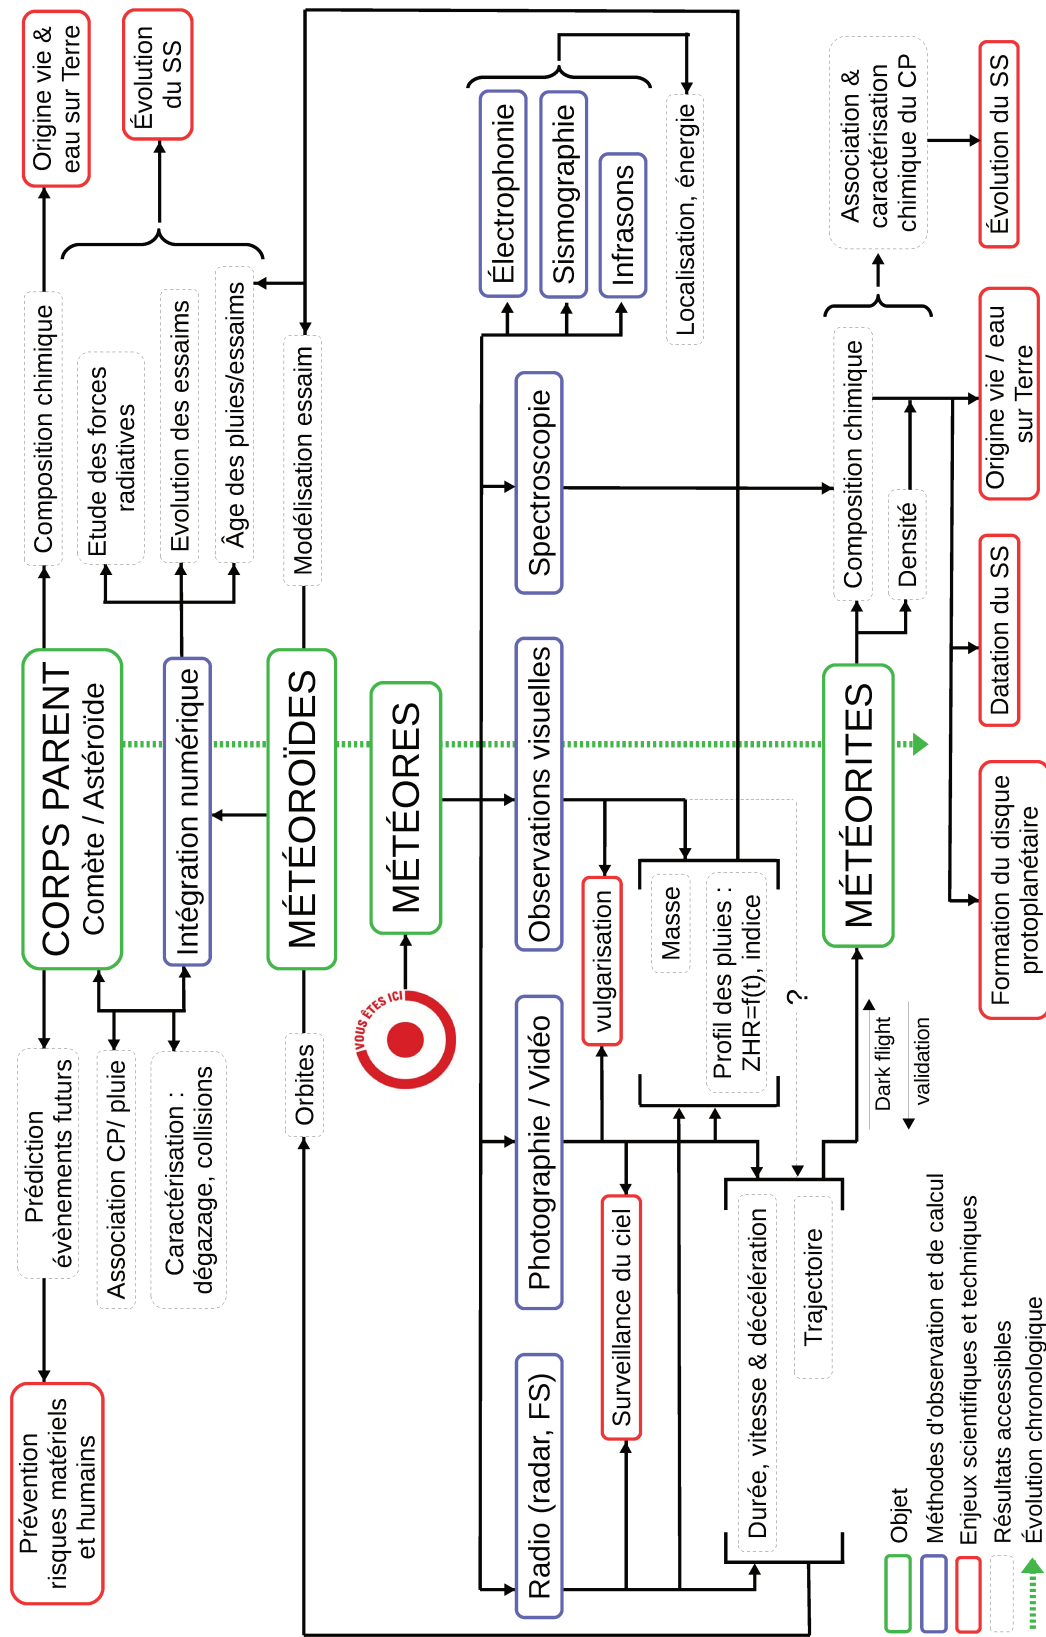 Prévention
risques matériels
et humains
Prédiction
évènements futurs
CORPS PARENT
Comète / Astéroïde
Composition chimique
Origine vie &
eau sur Terre
Association CP/ pluie
Caractérisation :
dégazage, collisions
Intégration numérique
Etude des forces
radiatives
Evolution des essaims
Âge des pluies/essaims
Évolution
du SS
Orbites
MÉTÉOROÏDES
Modélisation essaim
VOUS ÊTES ICI
MÉTÉORES
Radio (radar, FS)
Photographie / Vidéo
Observations visuelles
Spectroscopie
Électrophonie
Sismographie
Infrasons
Localisation, énergie
Surveillance du ciel
vulgarisation
Masse
Profil des pluies :
ZHR=f(t), indice
Durée, vitesse & décélération
Trajectoire
?
Dark flight
validation
MÉTÉORITES
Composition chimique
Densité
Association &
caractérisation
chimique du CP
Évolution du SS
Origine vie / eau
sur Terre
Datation du SS
Formation du disque
protoplanétaire
Objet
Méthodes d'observation et de calcul
Enjeux scientifiques et techniques
Résultats accessibles
Évolution chronologique